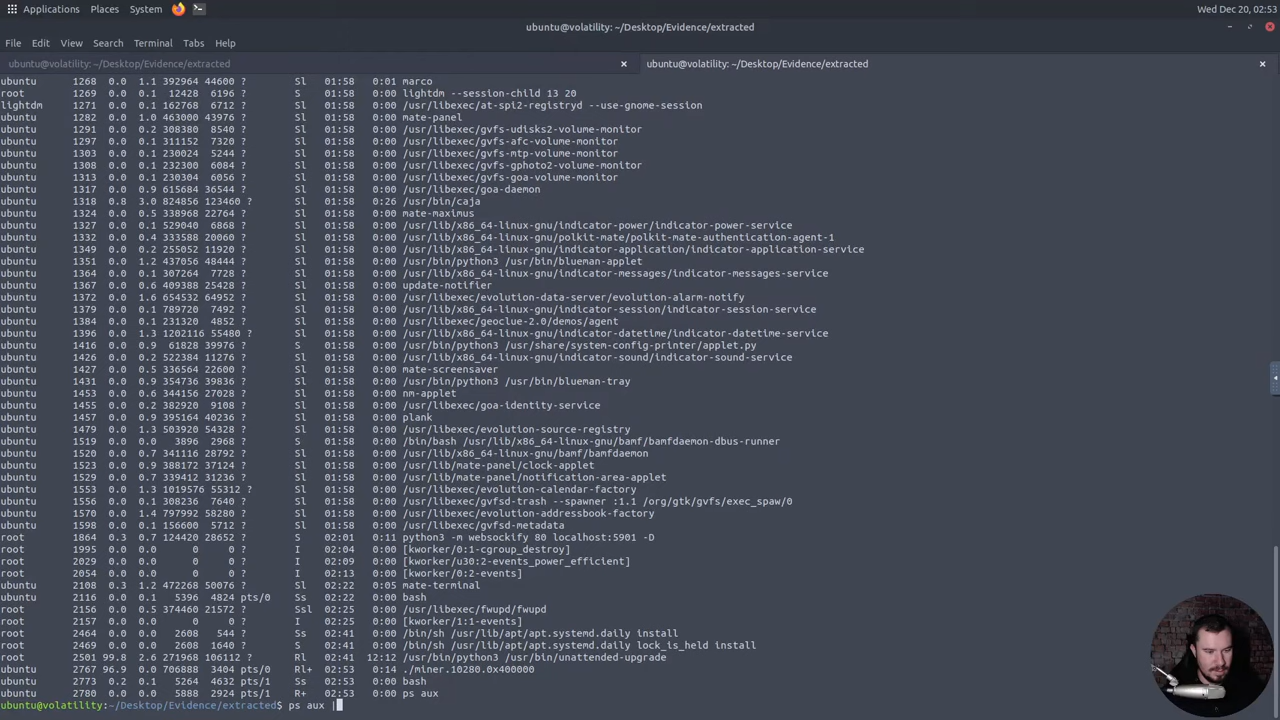 Applications Places System Wed Dec 20, 02:53
ubuntu@volatility: ~/Desktop/Evidence/extracted
File Edit View Search Terminal Tabs Help
ubuntu@volatility:~/Desktop/Evidence/extracted × ubuntu@volatility: ~/Desktop/Evidence/extracted ×
ubuntu 1268 0.0 1.1 392964 44600 ? Sl 01:58 0:01 marco
root 1269 0.0 0.1 12428 6196 ? S 01:58 0:00 lightdm --session-child 13 20
lightdm 1271 0.0 0.1 162768 6712 ? Sl 01:58 0:00 /usr/libexec/at-spi2-registryd --use-gnome-session
ubuntu 1282 0.0 1.0 463000 43976 ? Sl 01:58 0:00 mate-panel
ubuntu 1291 0.0 0.2 308380 8540 ? Sl 01:58 0:00 /usr/libexec/gvfs-udisks2-volume-monitor
ubuntu 1297 0.0 0.1 311152 7320 ? Sl 01:58 0:00 /usr/libexec/gvfs-afc-volume-monitor
ubuntu 1303 0.0 0.1 230024 5244 ? Sl 01:58 0:00 /usr/libexec/gvfs-mtp-volume-monitor
ubuntu 1308 0.0 0.1 232300 6084 ? Sl 01:58 0:00 /usr/libexec/gvfs-gphoto2-volume-monitor
ubuntu 1313 0.0 0.1 230300 6056 ? Sl 01:58 0:00 /usr/libexec/gvfs-goa-volume-monitor
ubuntu 1317 0.0 0.9 615684 36544 ? Sl 01:58 0:00 /usr/libexec/goa-daemon
ubuntu 1318 0.8 3.0 824816 123460 ? Sl 01:58 0:26 /usr/bin/caja
ubuntu 1324 0.0 0.5 338968 22764 ? Sl 01:58 0:00 mate-maximus
ubuntu 1327 0.0 0.1 529040 6868 ? Sl 01:58 0:00 /usr/lib/x86_64-linux-gnu/indicator-power/indicator-power-service
ubuntu 1332 0.0 0.4 333588 20060 ? Sl 01:58 0:00 /usr/lib/x86_64-linux-gnu/polkit-mate/polkit-mate-authentication-agent-1
ubuntu 1349 0.0 0.2 255052 11920 ? Sl 01:58 0:00 /usr/lib/x86_64-linux-gnu/indicator-application/indicator-application-service
ubuntu 1351 0.0 1.2 437056 48444 ? Sl 01:58 0:00 /usr/bin/python3 /usr/bin/blueman-applet
ubuntu 1364 0.0 0.1 307264 7728 ? Sl 01:58 0:00 /usr/lib/x86_64-linux-gnu/indicator-messages/indicator-messages-service
ubuntu 1367 0.0 0.6 409388 25428 ? Sl 01:58 0:00 update-notifier
ubuntu 1372 0.0 1.6 654532 64952 ? Sl 01:58 0:00 /usr/libexec/evolution-data-server/evolution-alarm-notify
ubuntu 1379 0.0 0.1 789720 7492 ? Sl 01:58 0:00 /usr/lib/x86_64-linux-gnu/indicator-session/indicator-session-service
ubuntu 1384 0.0 0.1 231320 4852 ? Sl 01:58 0:00 /usr/libexec/geoclue-2.0/demos/agent
ubuntu 1396 0.0 1.3 1202116 55480 ? Sl 01:58 0:00 /usr/lib/x86_64-linux-gnu/indicator-datetime/indicator-datetime-service
ubuntu 1416 0.0 0.9 61828 39976 ? S 01:58 0:00 /usr/bin/python3 /usr/share/system-config-printer/applet.py
ubuntu 1426 0.0 0.2 522384 11276 ? Sl 01:58 0:00 /usr/lib/x86_64-linux-gnu/indicator-sound/indicator-sound-service
ubuntu 1427 0.0 0.5 336564 22600 ? Sl 01:58 0:00 mate-screensaver
ubuntu 1431 0.0 0.9 354736 39836 ? Sl 01:58 0:00 /usr/bin/python3 /usr/bin/blueman-tray
ubuntu 1453 0.0 0.6 344156 27028 ? Sl 01:58 0:00 nm-applet
ubuntu 1455 0.0 0.2 382920 9108 ? Sl 01:58 0:00 /usr/libexec/goa-identity-service
ubuntu 1457 0.0 0.9 395164 40236 ? Sl 01:58 0:00 plank
ubuntu 1479 0.0 1.3 503920 54328 ? Sl 01:58 0:00 /usr/libexec/evolution-source-registry
ubuntu 1519 0.0 0.0 3896 2968 ? S 01:58 0:00 /bin/bash /usr/lib/x86_64-linux-gnu/bamf/bamfdaemon-dbus-runner
ubuntu 1520 0.0 0.7 341116 28792 ? Sl 01:58 0:00 /usr/lib/x86_64-linux-gnu/bamf/bamfdaemon
ubuntu 1523 0.0 0.9 388172 37124 ? Sl 01:58 0:00 /usr/lib/mate-panel/clock-applet
ubuntu 1529 0.0 0.7 339412 31236 ? Sl 01:58 0:00 /usr/lib/mate-panel/notification-area-applet
ubuntu 1553 0.0 1.3 1019576 55312 ? Sl 01:58 0:00 /usr/libexec/evolution-calendar-factory
ubuntu 1556 0.0 0.1 308236 7640 ? Sl 01:58 0:00 /usr/libexec/gvfsd-trash --spawner :1.1 /org/gtk/gvfs/exec_spaw/0
ubuntu 1570 0.0 1.4 797992 58280 ? Sl 01:58 0:00 /usr/libexec/evolution-addressbook-factory
ubuntu 1598 0.0 0.1 156600 5712 ? Sl 01:58 0:00 /usr/libexec/gvfsd-metadata
root 1864 0.3 0.7 124420 28652 ? S 02:01 0:11 python3 -m websockify 80 localhost:5901 -D
root 1995 0.0 0.0 0 0 ? I 02:04 0:00 [kworker/0:1-cgroup_destroy]
root 2029 0.0 0.0 0 0 ? I 02:09 0:00 [kworker/u30:2-events_power_efficient]
root 2054 0.0 0.0 0 0 ? I 02:13 0:00 [kworker/0:2-events]
ubuntu 2108 0.3 1.2 472268 50076 ? Sl 02:22 0:05 mate-terminal
ubuntu 2116 0.0 0.1 5396 4824 pts/0 Ss 02:22 0:00 bash
root 2156 0.0 0.5 374460 21572 ? Ssl 02:25 0:00 /usr/libexec/fwupd/fwupd
root 2157 0.0 0.0 0 0 ? I 02:25 0:00 [kworker/1:1-events]
root 2464 0.0 0.0 2608 544 ? Ss 02:41 0:00 /bin/sh /usr/lib/apt/apt.systemd.daily install
root 2469 0.0 0.0 2608 1640 ? S 02:41 0:00 /bin/sh /usr/lib/apt/apt.systemd.daily lock_is_held install
root 2501 99.8 2.6 271968 106112 ? Rl 02:41 12:12 /usr/bin/python3 /usr/bin/unattended-upgrade
ubuntu 2767 96.9 0.0 706888 3404 pts/0 Rl+ 02:53 0:14 ./miner.10280.0x400000
ubuntu 2773 0.2 0.1 5264 4632 pts/1 Ss 02:53 0:00 bash
ubuntu 2780 0.0 0.0 5888 2924 pts/1 R+ 02:53 0:00 ps aux
ubuntu@volatility:~/Desktop/Evidence/extracted$ ps aux |